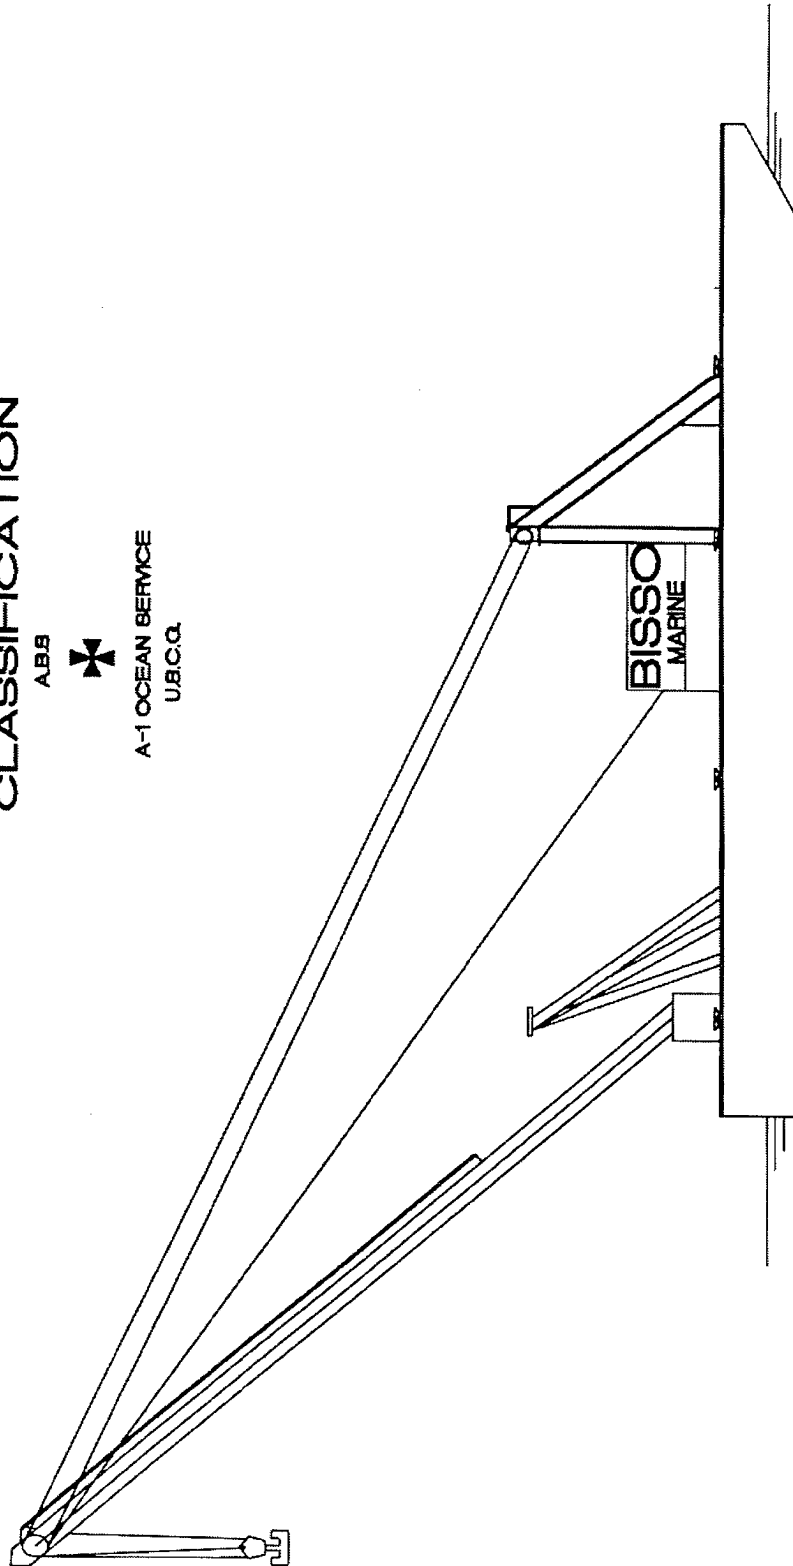 CLASSIFICATION
A.B.S
A-1 OCEAN SERVICE
U.S.C.G.
BISSO
MARINE